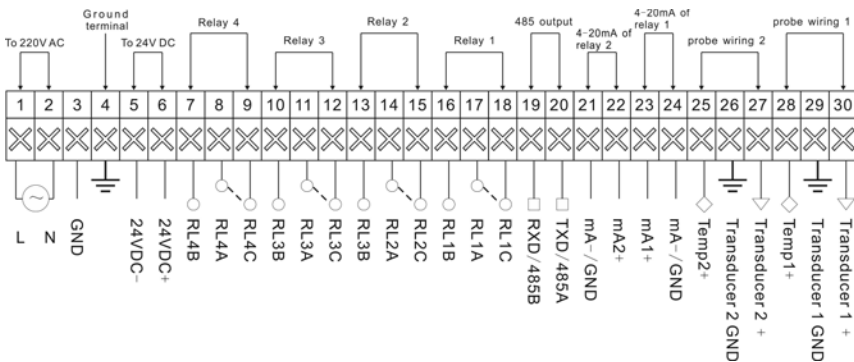 To 220V AC
Ground
terminal
To 24V DC
Relay 4
Relay 3
Relay 2
Relay 1
485 output
4-20mA of
relay 2
4-20mA of
relay 1
probe wiring 2
probe wiring 1
1 2 3 4 5 6 7 8 9 10 11 12 13 14 15 16 17 18 19 20 21 22 23 24 25 26 27 28 29 30
L
N
GND
24VDC-
24VDC+
RL4B
RL4A
RL4C
RL3B
RL3A
RL3C
RL3B
RL2A
RL2C
RL1B
RL1A
RL1C
RXD/485B
TXD/485A
mA-/GND
mA2+
mA1+
mA-/GND
Temp2+
Transducer 2 GND
Transducer 2 +
Temp1+
Transducer 1 GND
Transducer 1 +